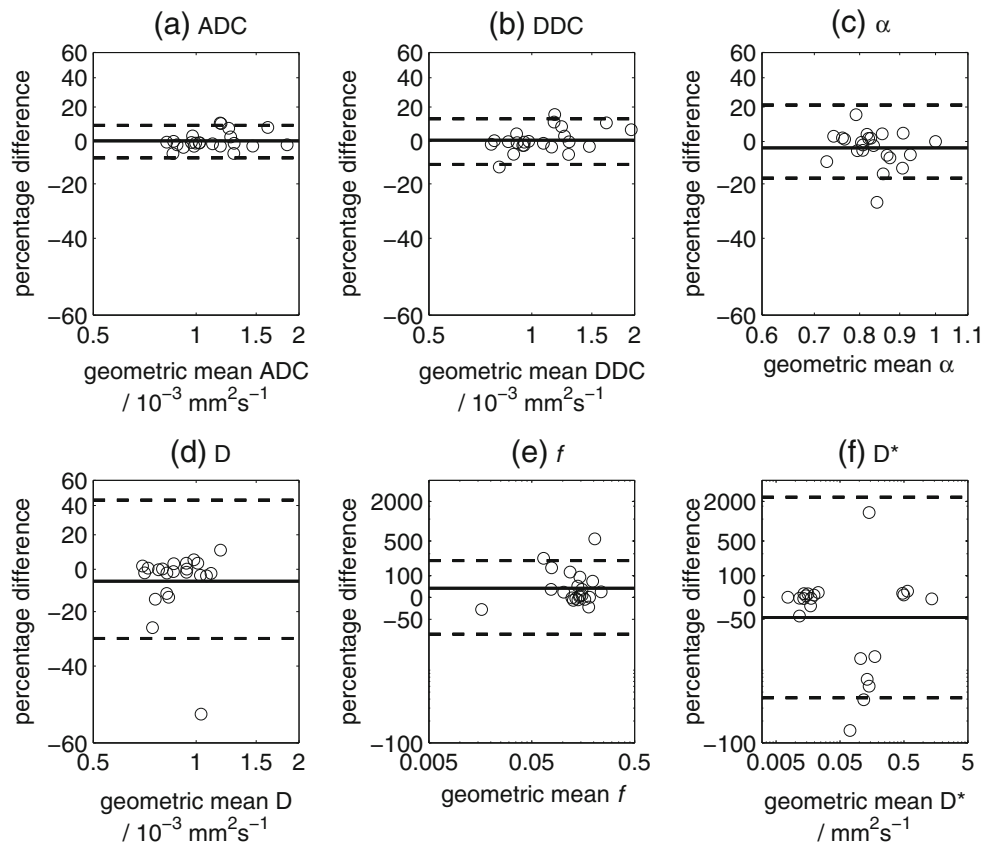 (a) ADC
60
40
20
0
−20
−40
−60
percentage difference
0.5 1 1.5 2
geometric mean ADC
/ 10⁻³ mm²s⁻¹
(b) DDC
60
40
20
0
−20
−40
−60
percentage difference
0.5 1 1.5 2
geometric mean DDC
/ 10⁻³ mm²s⁻¹
(c) α
60
40
20
0
−20
−40
−60
percentage difference
0.6 0.7 0.8 0.9 1 1.1
geometric mean α
(d) D
60
40
20
0
−20
−40
−60
percentage difference
0.5 1 1.5 2
geometric mean D
/ 10⁻³ mm²s⁻¹
(e) f
2000
500
100
0
−50
−100
percentage difference
0.005 0.05 0.5
geometric mean f
(f) D*
2000
500
100
0
−50
−100
percentage difference
0.005 0.05 0.5 5
geometric mean D*
/ mm²s⁻¹